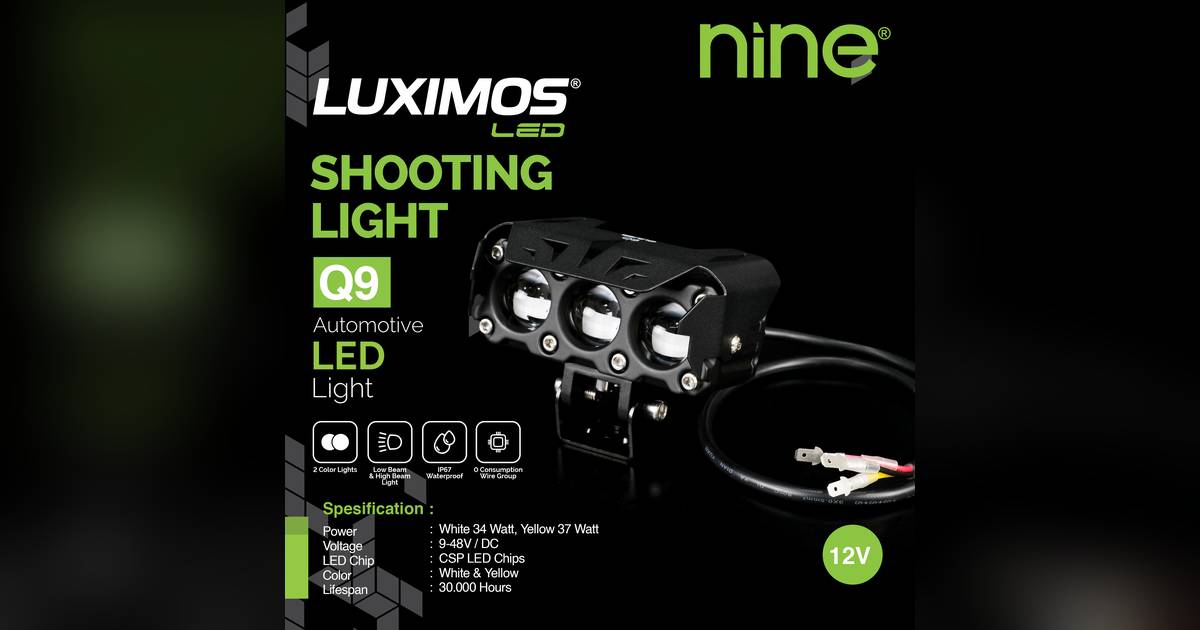 nine®
LUXIMOS®
LED
SHOOTING
LIGHT
Q9
Automotive
LED
Light
2 Color Lights
Low Beam
& High Beam
Light
IP67
Waterproof
0 Consumption
Wire Group
Spesification :
Power : White 34 Watt, Yellow 37 Watt
Voltage : 9-48V / DC
LED Chip : CSP LED Chips
Color : White & Yellow
Lifespan : 30.000 Hours
12V